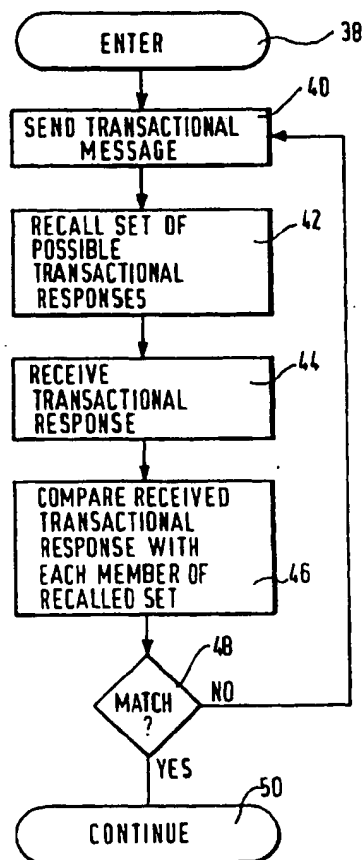 ENTER
38
40
SEND TRANSACTIONAL
MESSAGE
RECALL SET OF
POSSIBLE
TRANSACTIONAL
RESPONSES
42
RECEIVE
TRANSACTIONAL
RESPONSE
44
COMPARE RECEIVED
TRANSACTIONAL
RESPONSE WITH
EACH MEMBER OF
RECALLED SET
46
48
MATCH
?
NO
YES
50
CONTINUE